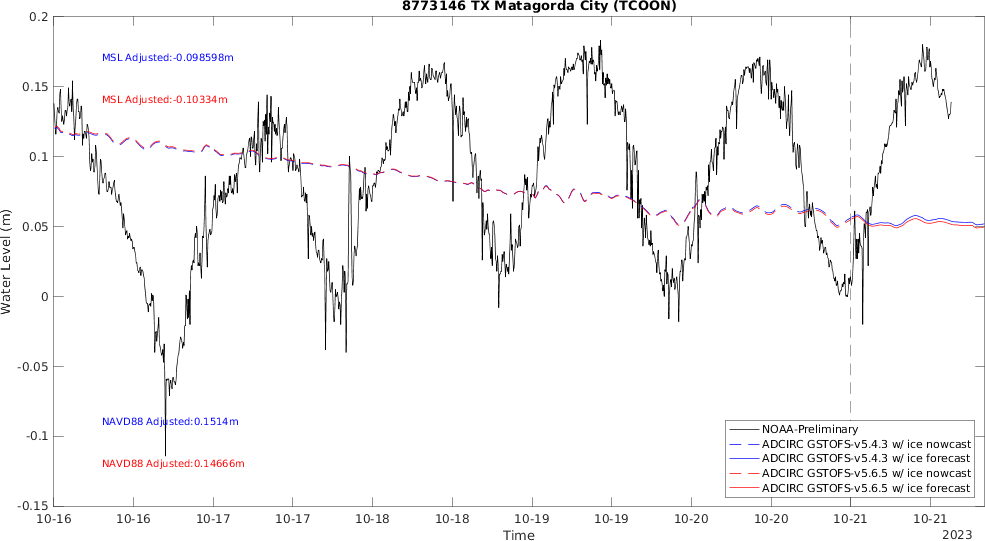 8773146 TX Matagorda City (TCOON)
0.2
0.15
0.1
0.05
0
-0.05
-0.1
-0.15
Water Level (m)
MSL Adjusted:-0.098598m
MSL Adjusted:-0.10334m
NAVD88 Adjusted:0.1514m
NAVD88 Adjusted:0.14666m
NOAA-Preliminary
ADCIRC GSTOFS-v5.4.3 w/ ice nowcast
ADCIRC GSTOFS-v5.4.3 w/ ice forecast
ADCIRC GSTOFS-v5.6.5 w/ ice nowcast
ADCIRC GSTOFS-v5.6.5 w/ ice forecast
10-16 10-16 10-17 10-17 10-18 10-18 10-19 10-19 10-20 10-20 10-21 10-21
Time
2023